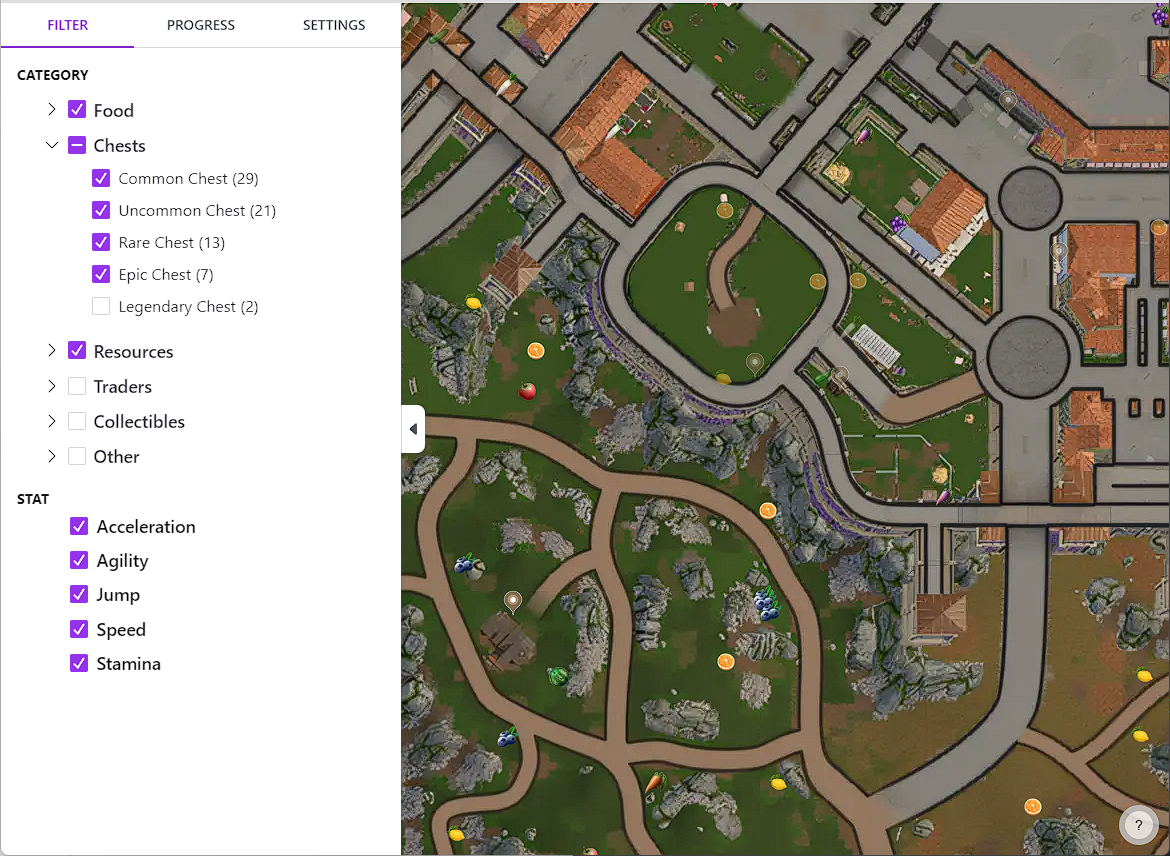 FILTER
PROGRESS
SETTINGS
CATEGORY
Food
Chests
Common Chest (29)
Uncommon Chest (21)
Rare Chest (13)
Epic Chest (7)
Legendary Chest (2)
Resources
Traders
Collectibles
Other
STAT
Acceleration
Agility
Jump
Speed
Stamina
?